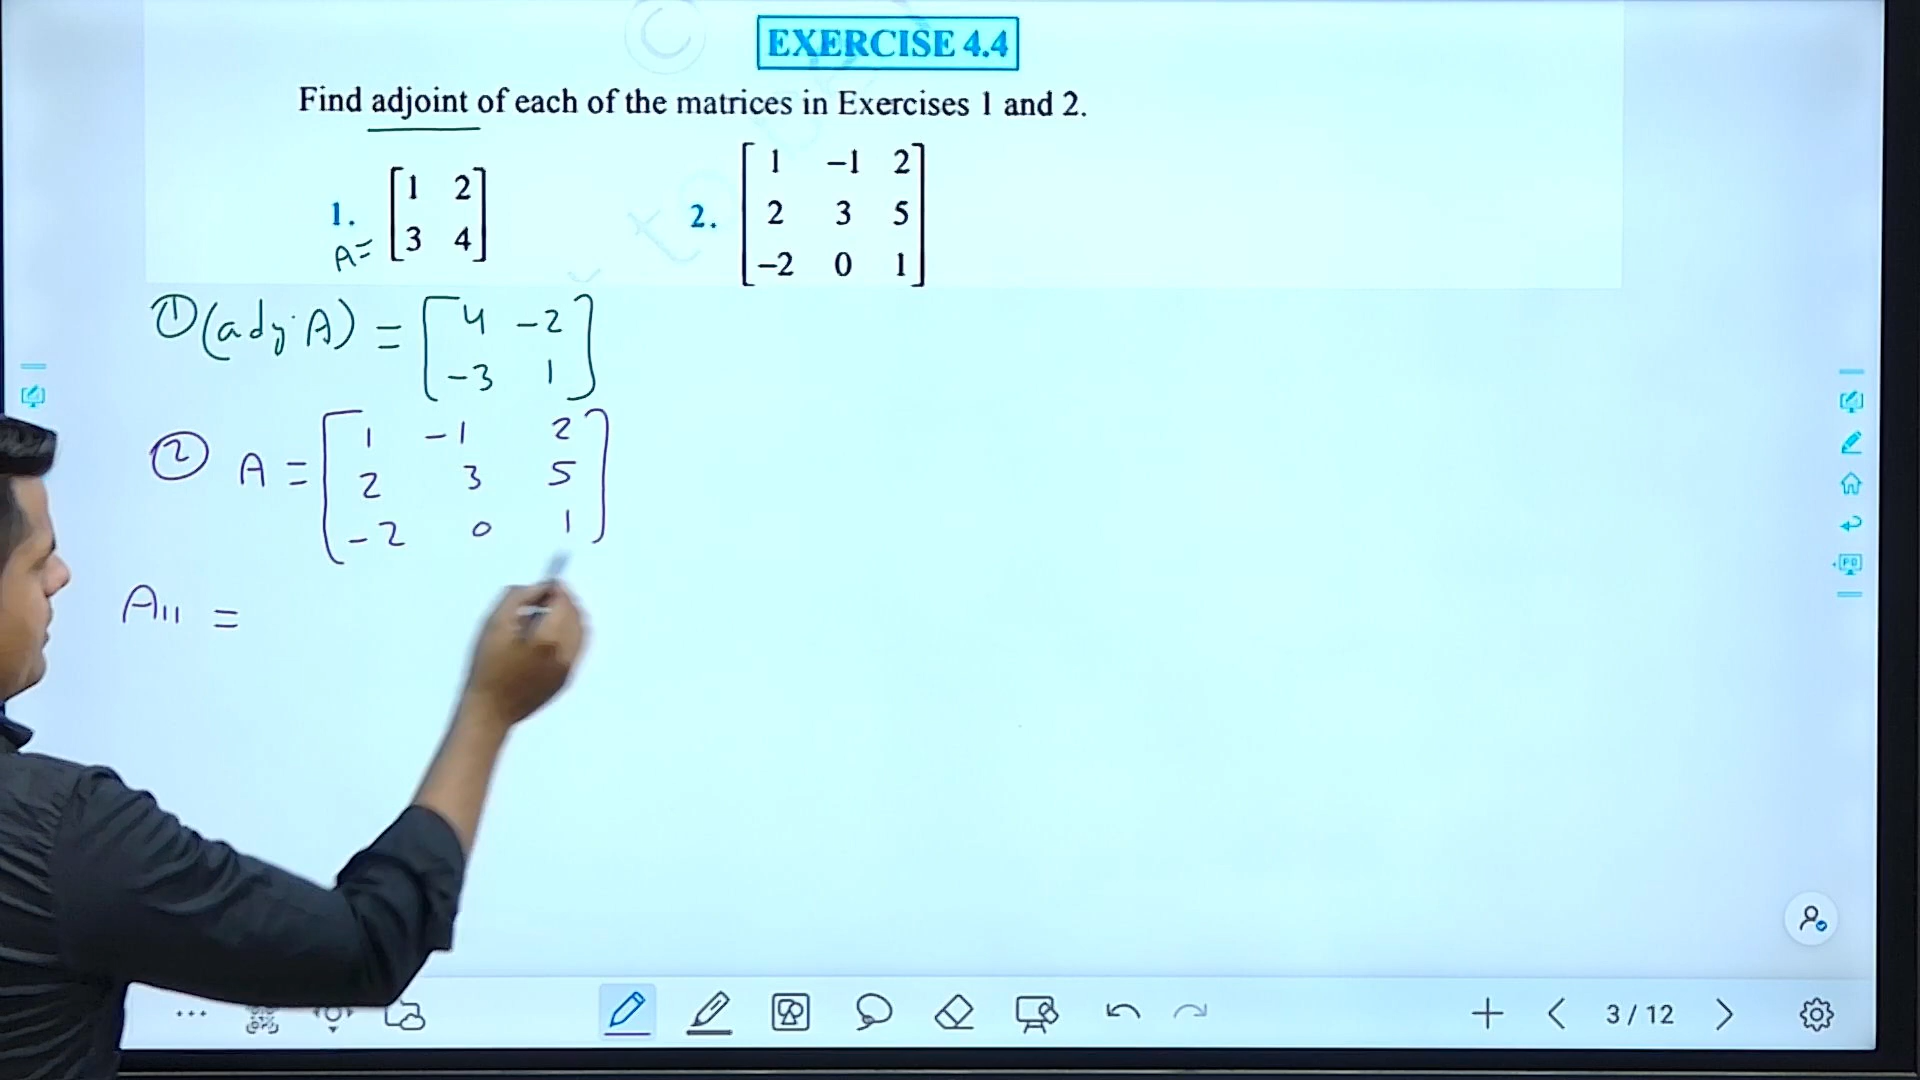 EXERCISE 4.4
Find adjoint of each of the matrices in Exercises 1 and 2.
1. A = [1 2
3 4]
2. [1 -1 2
2 3 5
-2 0 1]
① (adj A) = [4 -2
-3 1]
② A = [1 -1 2
2 3 5
-2 0 1]
A11 =
3 / 12